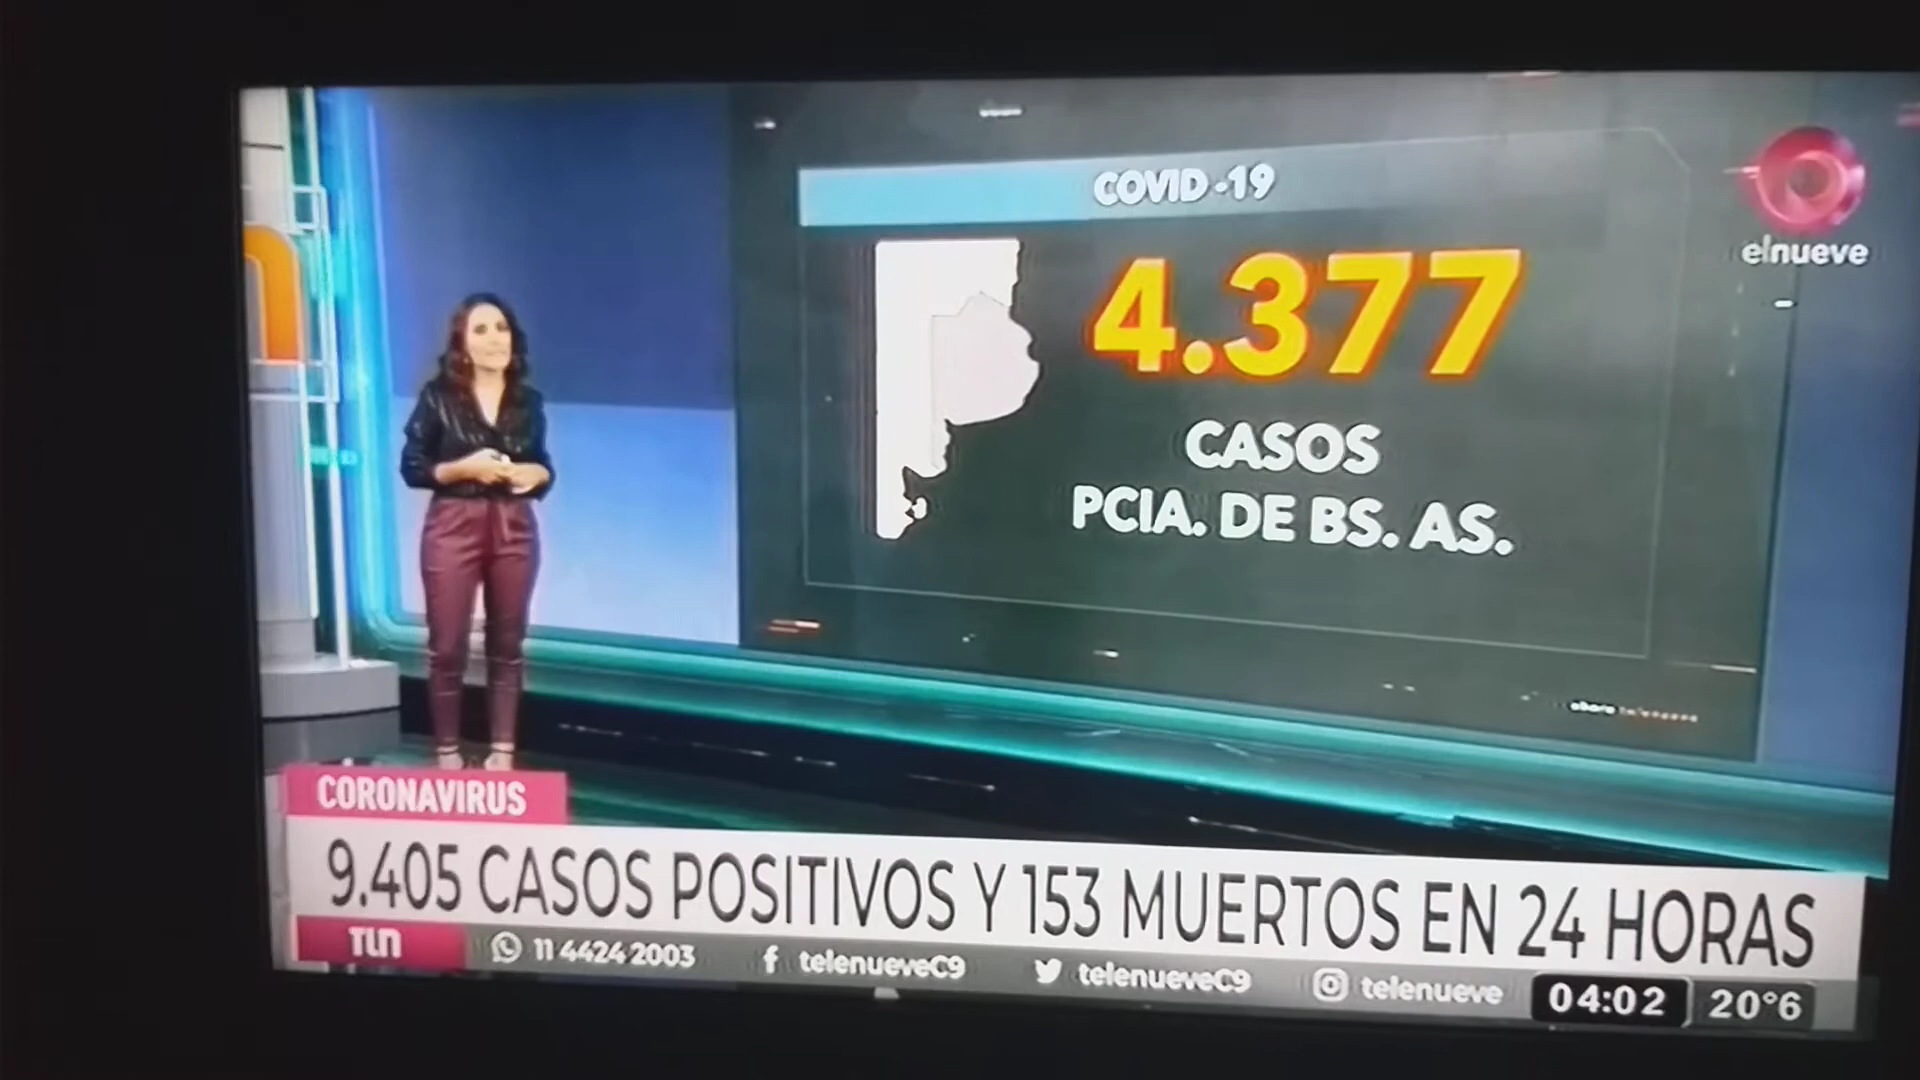 COVID-19
elnueve
4.377
CASOS
PCIA. DE BS. AS.
CORONAVIRUS
9.405 CASOS POSITIVOS Y 153 MUERTOS EN 24 HORAS
TLN
11 4424 2003
telenueveC9
telenueveC9
telenueve
04:02
20°6